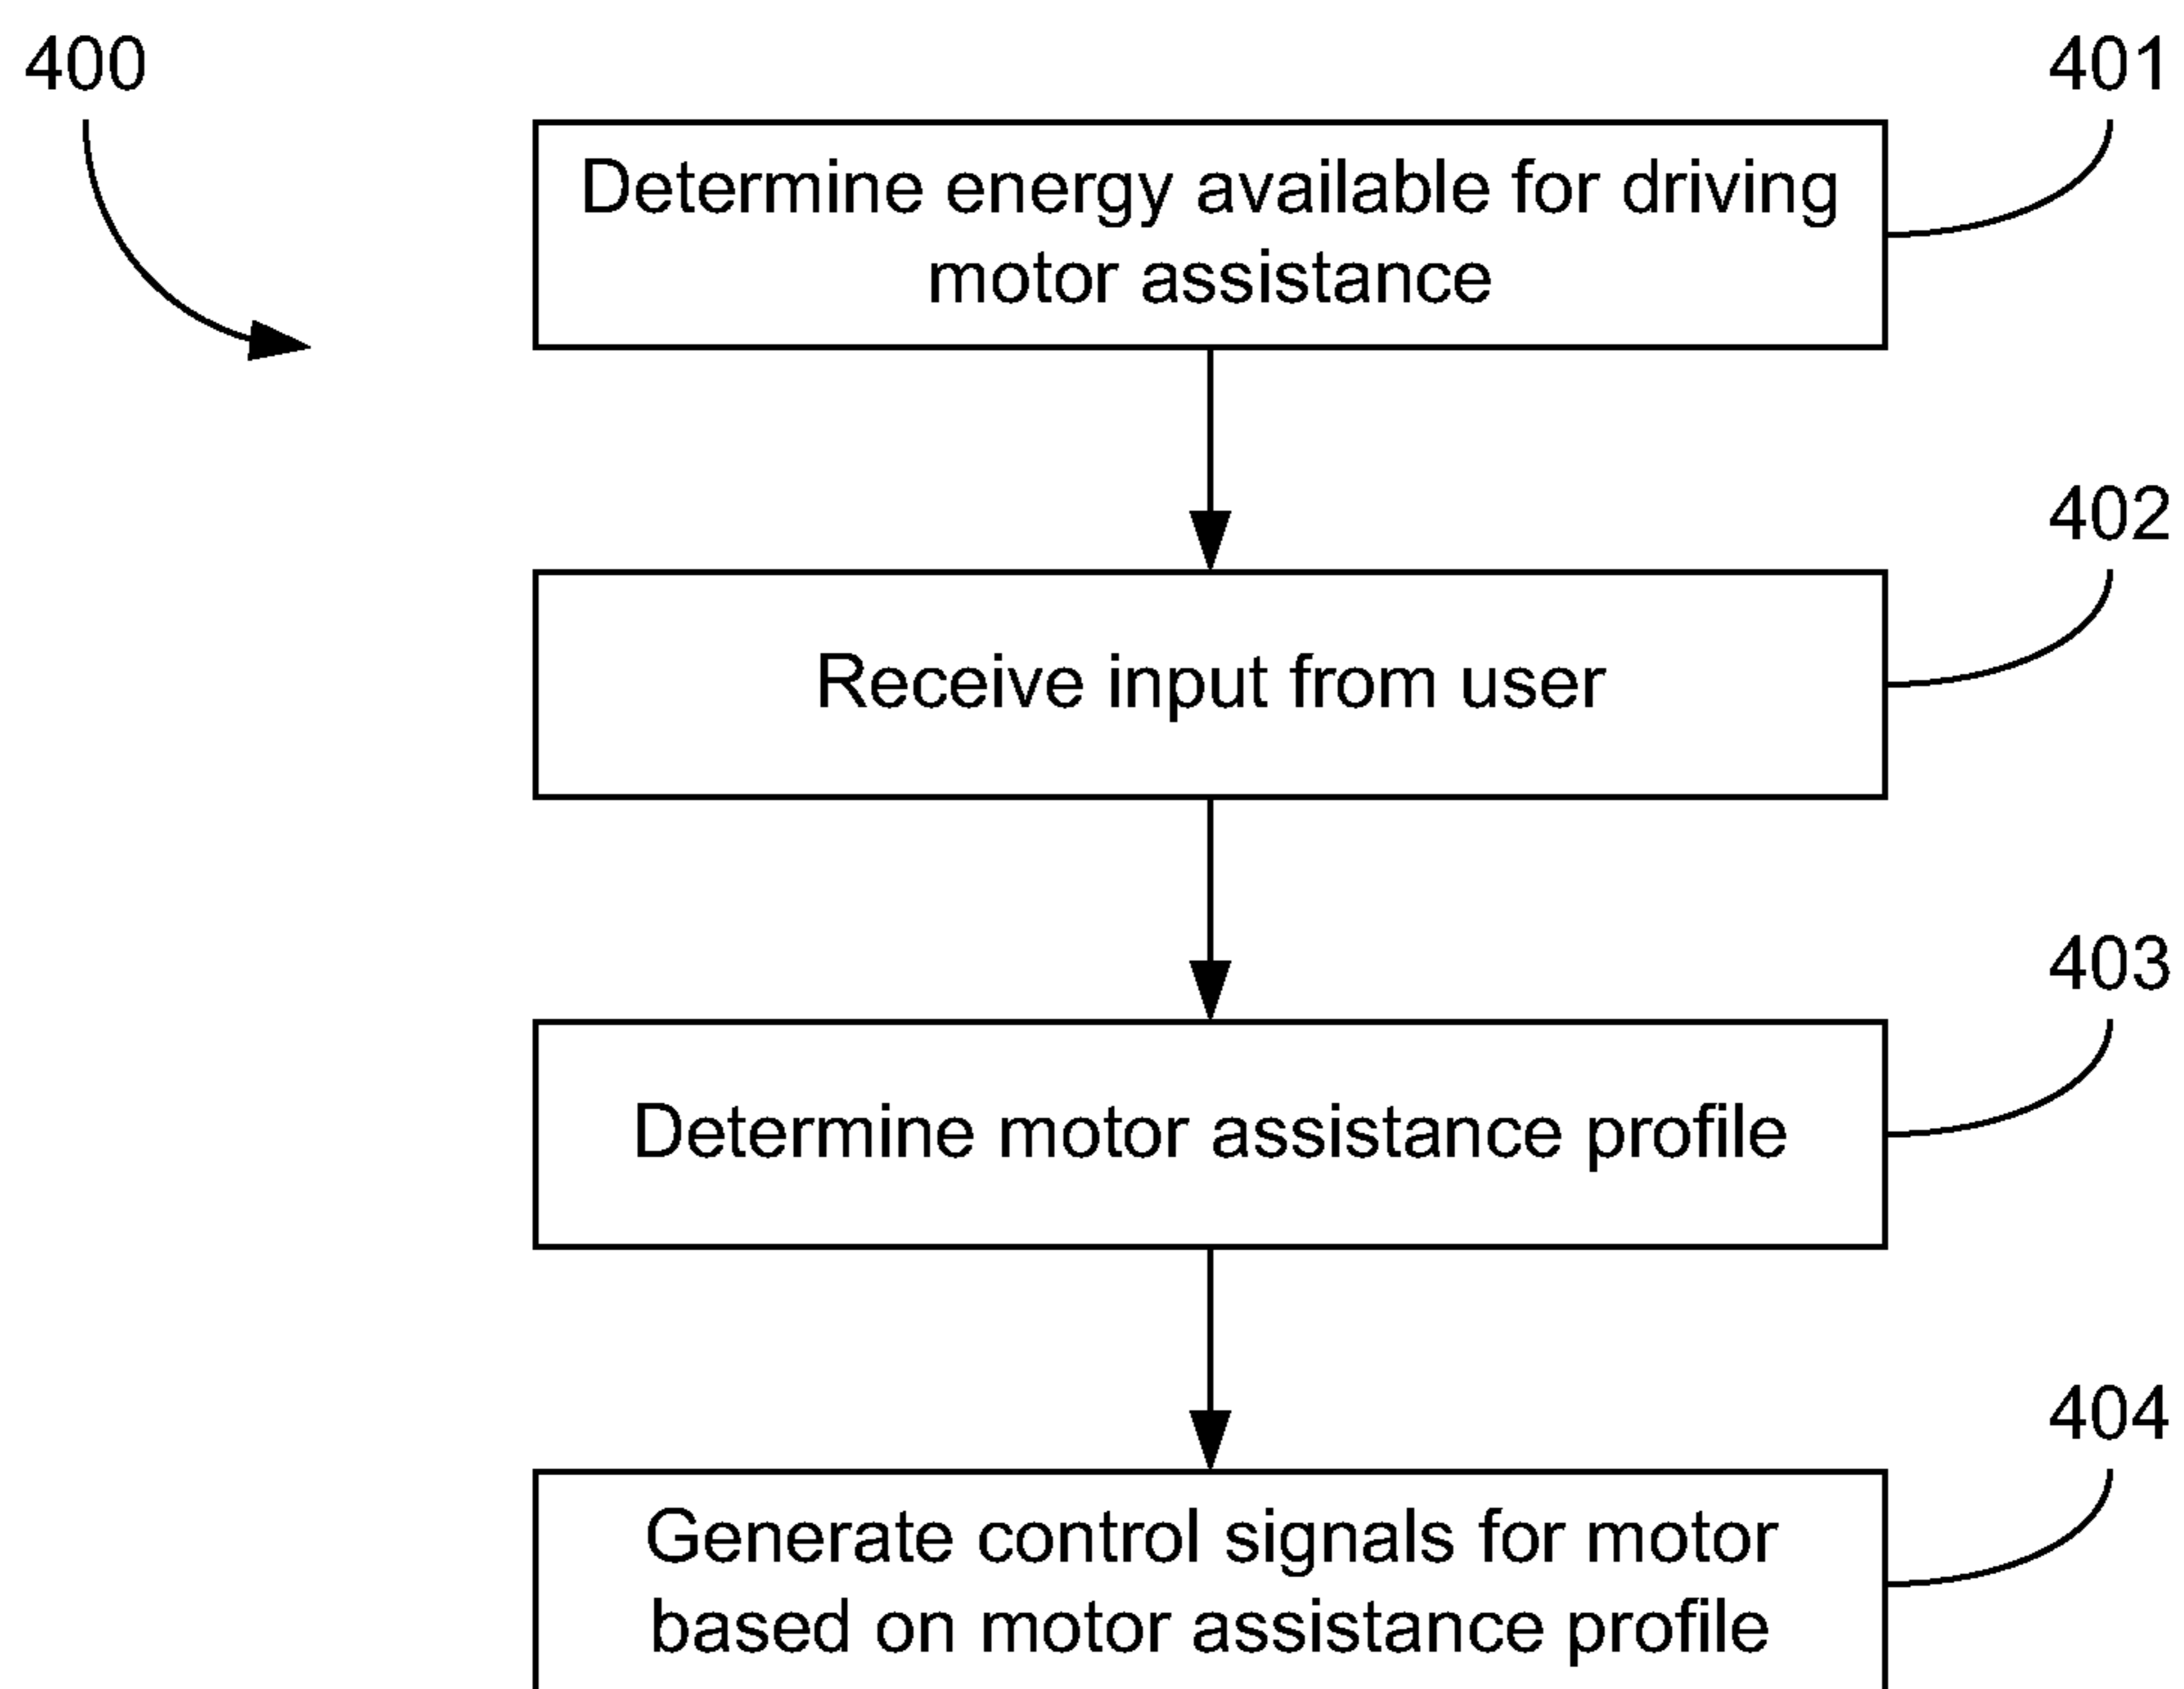 400
401
Determine energy available for driving
motor assistance
402
Receive input from user
403
Determine motor assistance profile
404
Generate control signals for motor
based on motor assistance profile